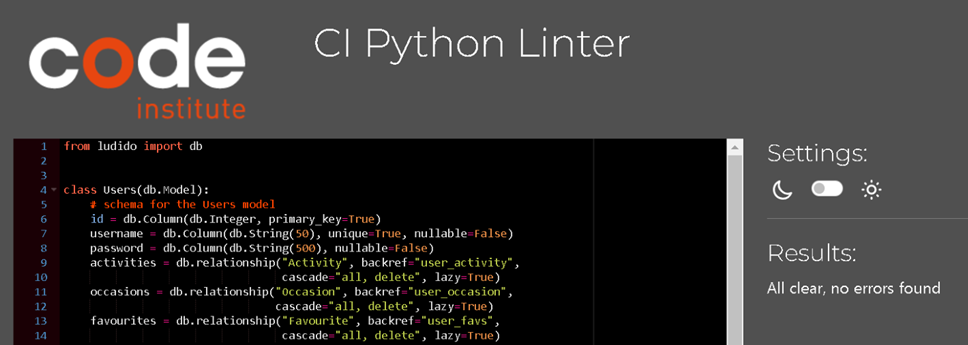 code
institute
CI Python Linter
1 from ludido import db
2
3
4 class Users(db.Model):
5     # schema for the Users model
6     id = db.Column(db.Integer, primary_key=True)
7     username = db.Column(db.String(50), unique=True, nullable=False)
8     password = db.Column(db.String(500), nullable=False)
9     activities = db.relationship("Activity", backref="user_activity",
10                                  cascade="all, delete", lazy=True)
11     occasions = db.relationship("Occasion", backref="user_occasion",
12                                 cascade="all, delete", lazy=True)
13     favourites = db.relationship("Favourite", backref="user_favs",
14                                  cascade="all, delete", lazy=True)
Settings:
Results:
All clear, no errors found